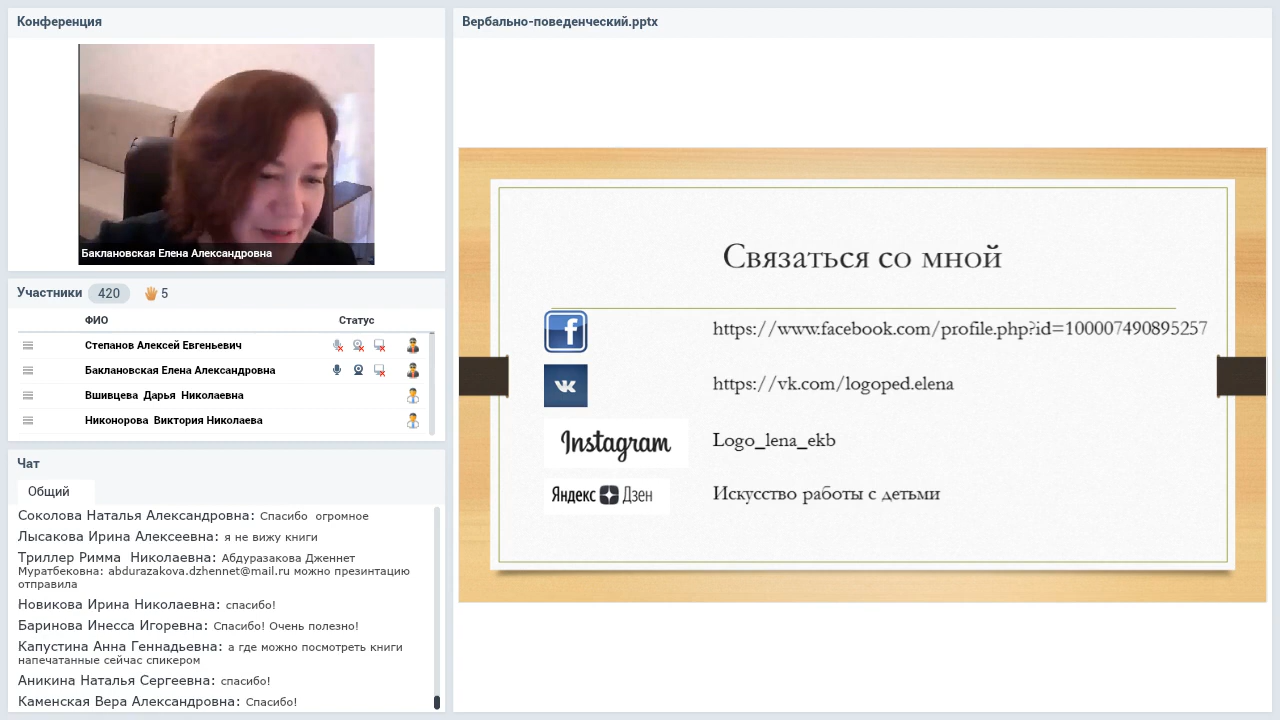 Конференция
Баклановская Елена Александровна
Участники 420 5
ФИО Статус
Степанов Алексей Евгеньевич
Баклановская Елена Александровна
Вшивцева Дарья Николаевна
Никонорова Виктория Николаева
Чат
Общий
Соколова Наталья Александровна: Спасибо огромное
Лысакова Ирина Алексеевна: я не вижу книги
Триллер Римма Николаевна: Абдуразакова Дженнет
Муратбековна: abdurazakova.dzhennet@mail.ru можно презинтацию
отправила
Новикова Ирина Николаевна: спасибо!
Баринова Инесса Игоревна: Спасибо! Очень полезно!
Капустина Анна Геннадьевна: а где можно посмотреть книги
напечатанные сейчас спикером
Аникина Наталья Сергеевна: спасибо!
Каменская Вера Александровна: Спасибо!
Вербально-поведенческий.pptx
Связаться со мной
f https://www.facebook.com/profile.php?id=100007490895257
vk https://vk.com/logoped.elena
Instagram Logo_lena_ekb
Яндекс Дзен Искусство работы с детьми